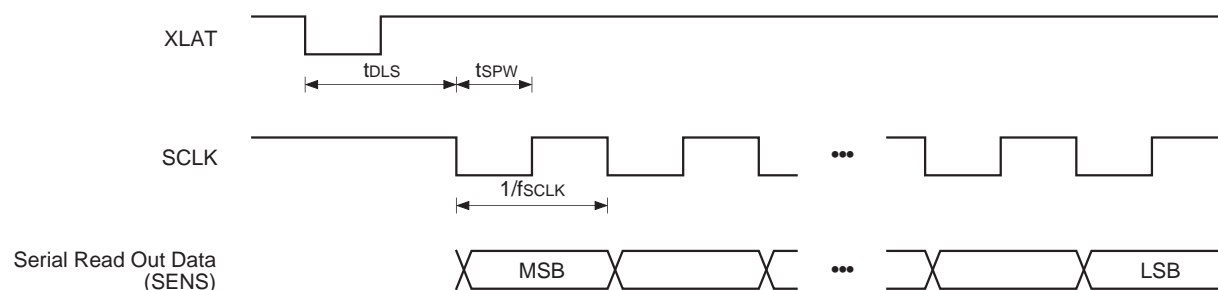 XLAT
tDLS tSPW
SCLK
•••
1/fSCLK
Serial Read Out Data
(SENS)
MSB ••• LSB